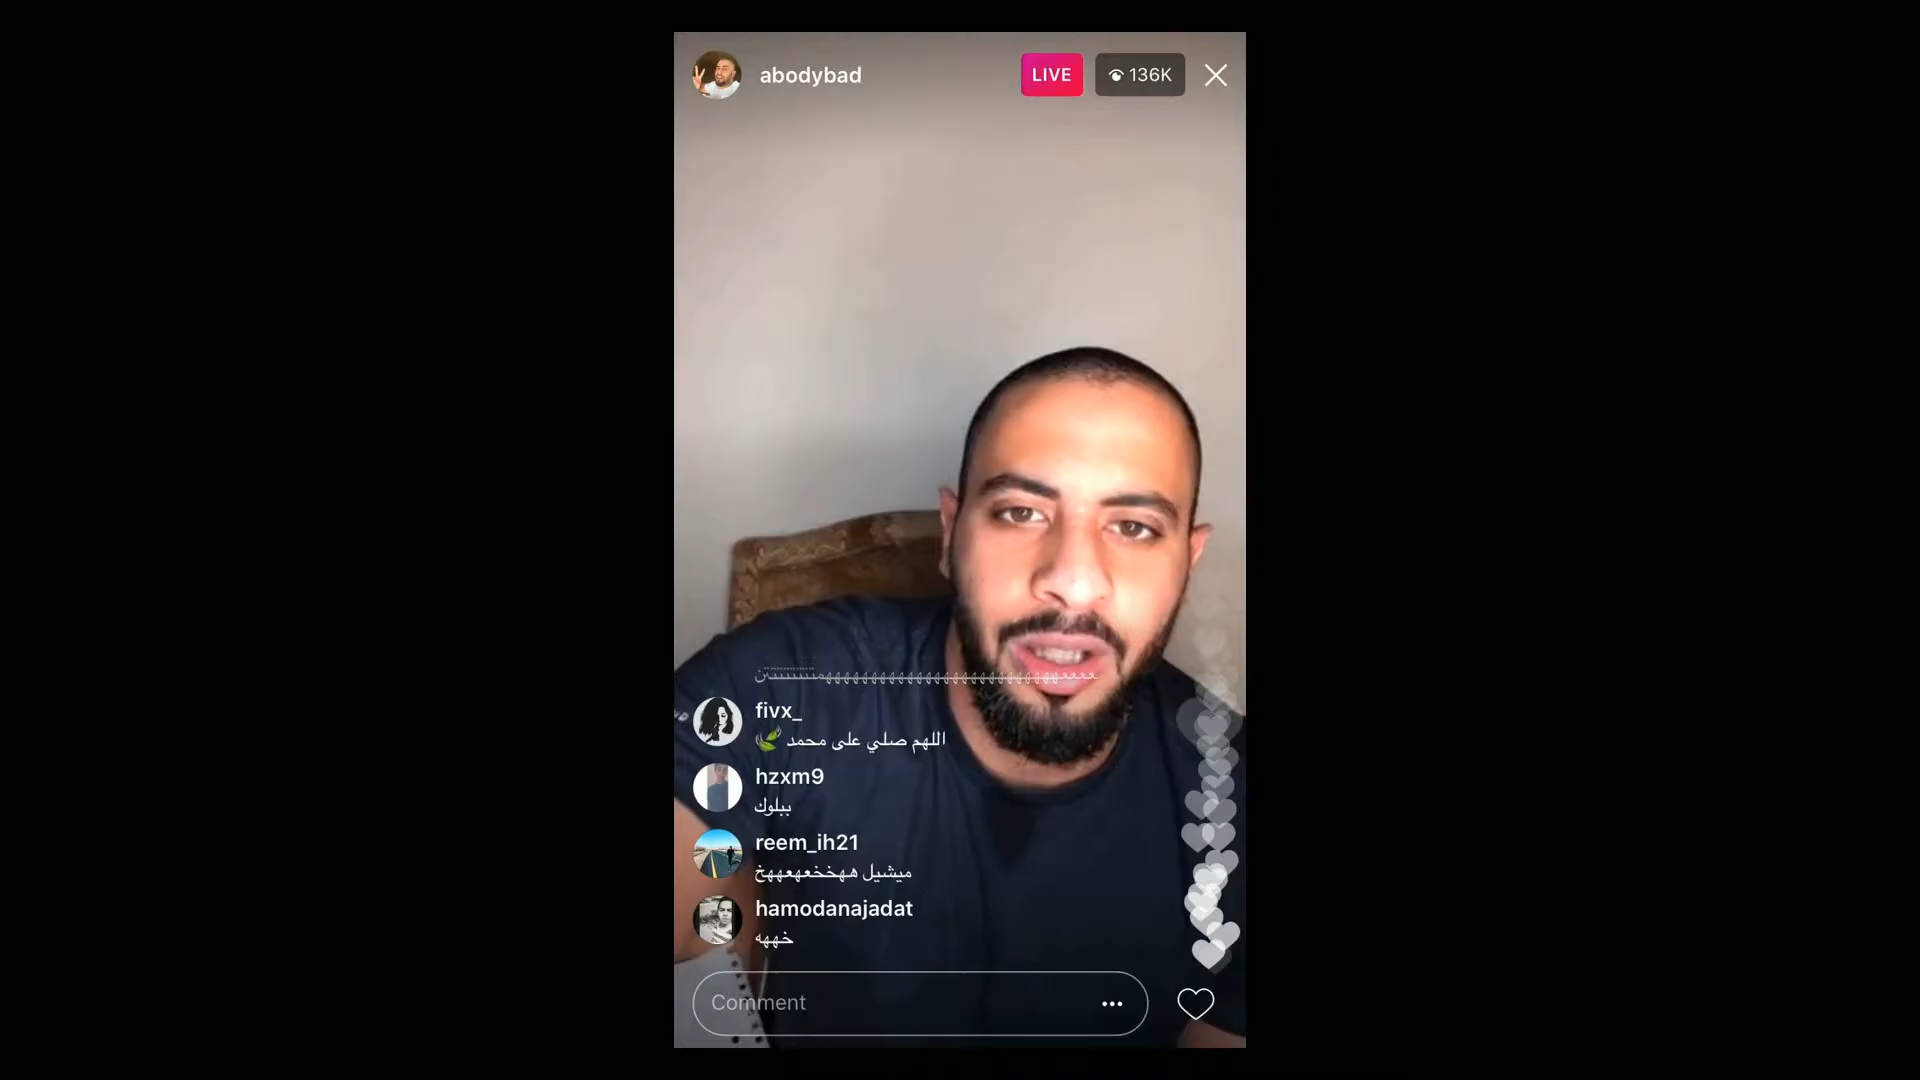 abodybad
LIVE
136K
fivx_
اللهم صلي على محمد 🌿
hzxm9
ببلوك
reem_ih21
ميشيل ههخخعهعههخ
hamodanajadat
خههه
Comment